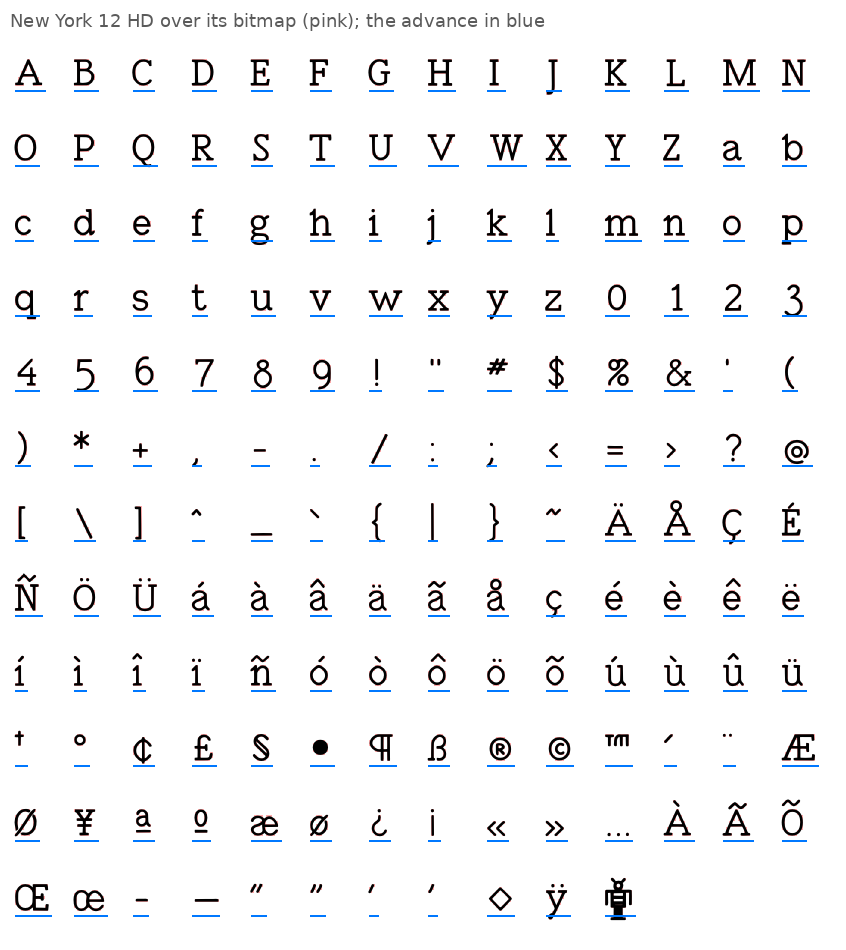 New York 12 HD over its bitmap (pink); the advance in blue
A B C D E F G H I J K L M N
O P Q R S T U V W X Y Z a b
c d e f g h i j k l m n o p
q r s t u v w x y z 0 1 2 3
4 5 6 7 8 9 ! " # $ % & ' (
) * + , - . / : ; < = > ? @
[ \ ] ^ _ ` { | } ~ Ä Å Ç É
Ñ Ö Ü á à â ä ã å ç é è ê ë
í ì î ï ñ ó ò ô ö õ ú ù û ü
† ° ¢ £ § • ¶ ß ® © ™ ´ ¨ Æ
Ø ¥ ª º æ ø ¿ ¡ « » … À Ã Õ
Œ œ – — “ ” ‘ ’ ◊ ÿ